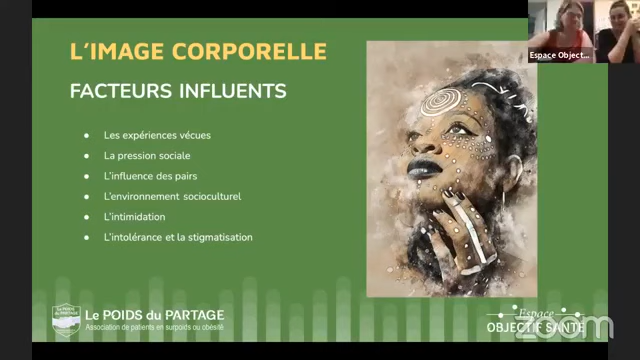 L'IMAGE CORPORELLE
FACTEURS INFLUENTS
Les expériences vécues
La pression sociale
L'influence des pairs
L'environnement socioculturel
L'intimidation
L'intolérance et la stigmatisation
Le POIDS du PARTAGE
Association de patients en surpoids ou obésité
Espace
OBJECTIF SANTÉ
zoom
Espace Object...